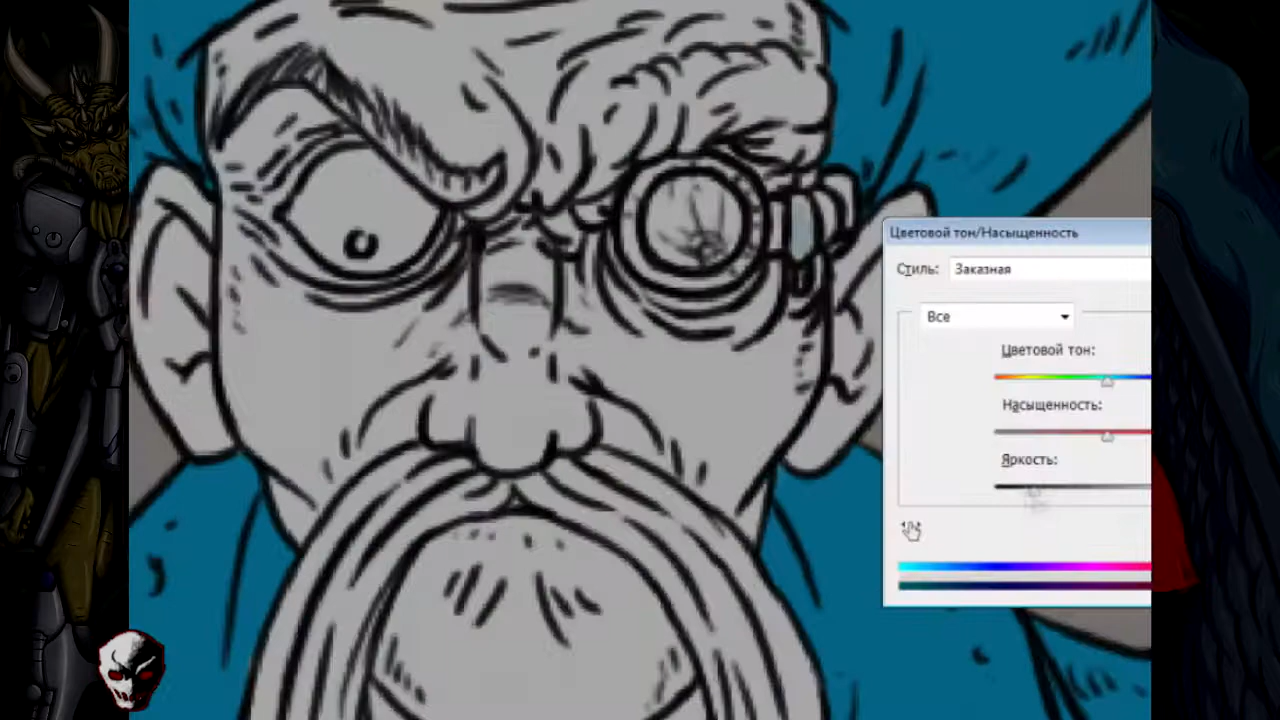 Цветовой тон/Насыщенность
Стиль: Заказная
Все
Цветовой тон:
Насыщенность:
Яркость: